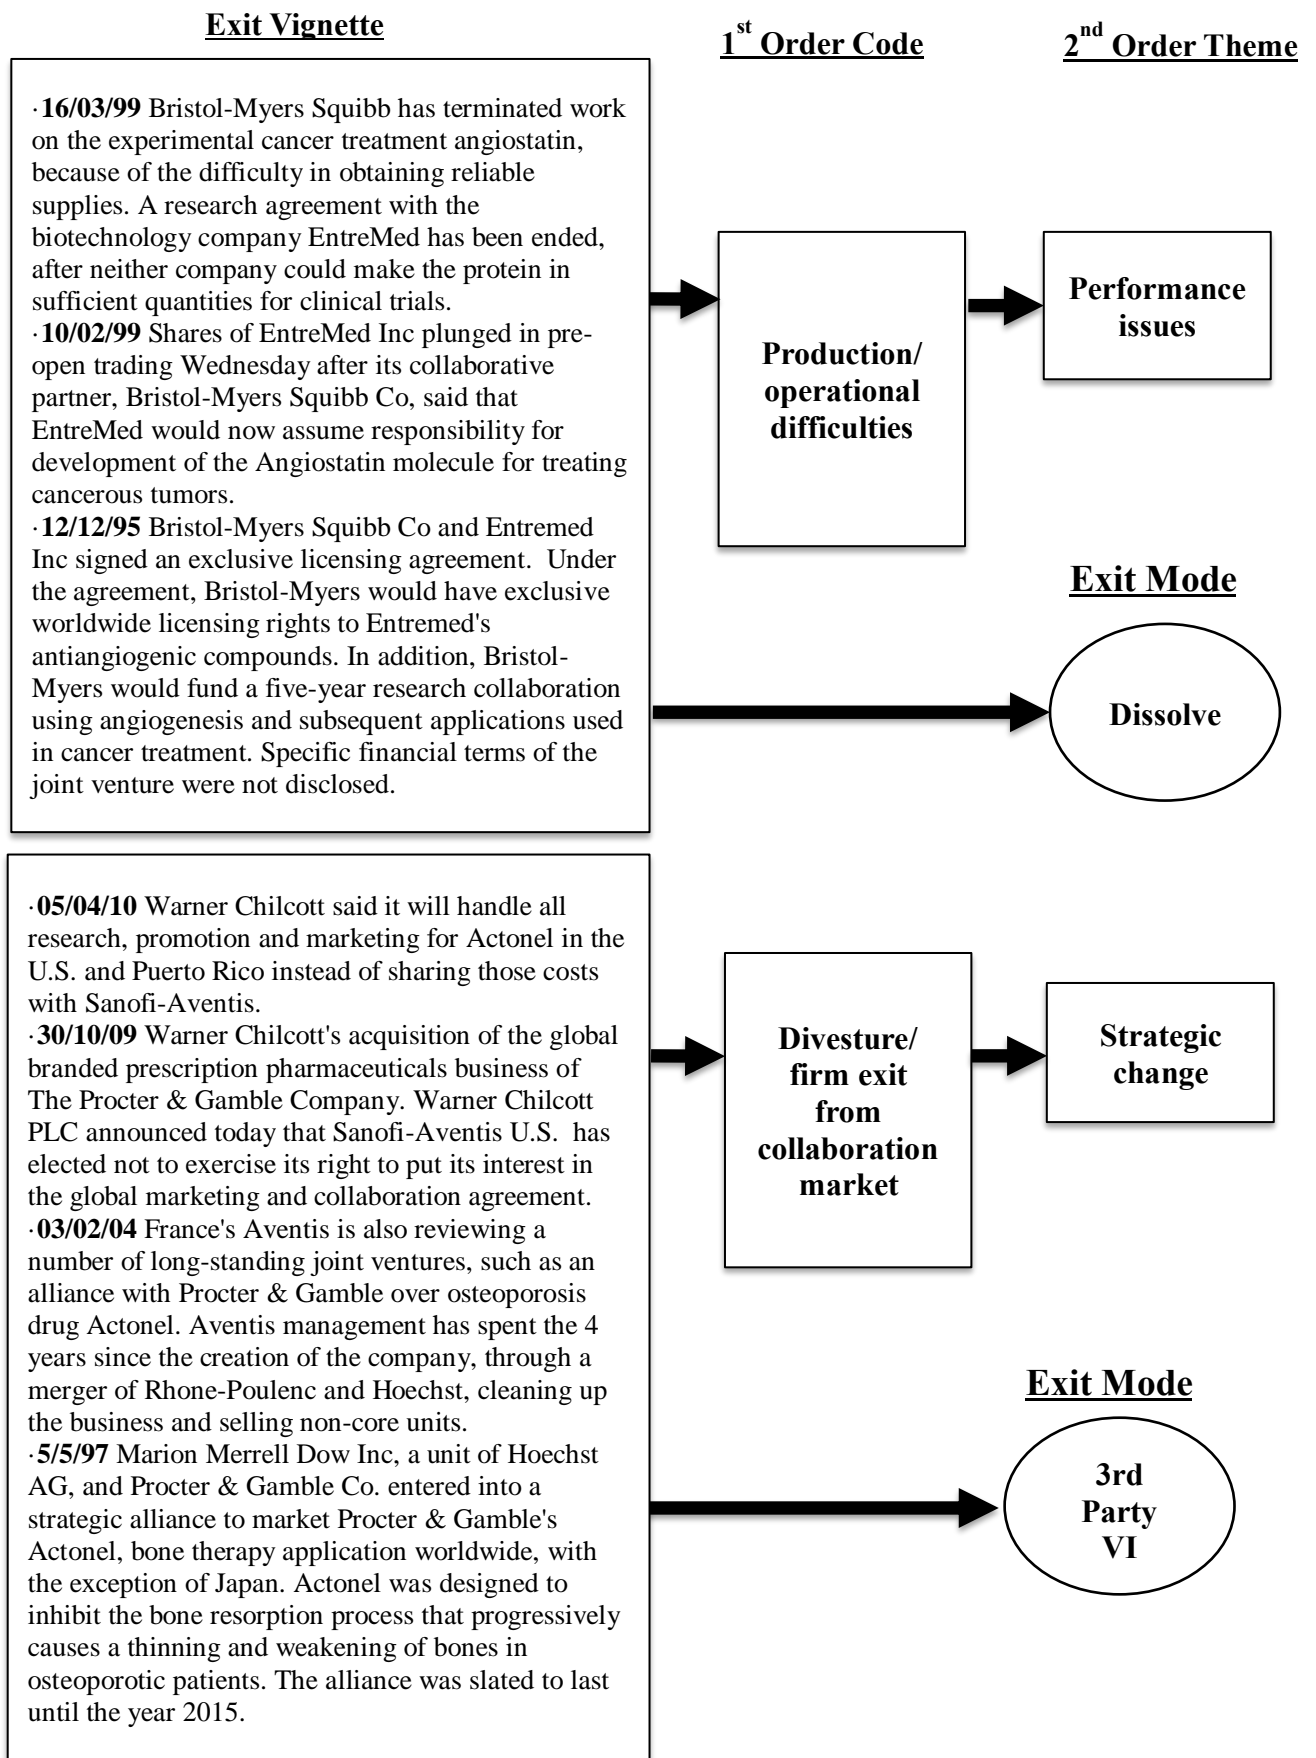 Exit Vignette
1st Order Code
2nd Order Theme
·16/03/99 Bristol-Myers Squibb has terminated work
on the experimental cancer treatment angiostatin,
because of the difficulty in obtaining reliable
supplies. A research agreement with the
biotechnology company EntreMed has been ended,
after neither company could make the protein in
sufficient quantities for clinical trials.
·10/02/99 Shares of EntreMed Inc plunged in pre-
open trading Wednesday after its collaborative
partner, Bristol-Myers Squibb Co, said that
EntreMed would now assume responsibility for
development of the Angiostatin molecule for treating
cancerous tumors.
·12/12/95 Bristol-Myers Squibb Co and Entremed
Inc signed an exclusive licensing agreement.  Under
the agreement, Bristol-Myers would have exclusive
worldwide licensing rights to Entremed's
antiangiogenic compounds. In addition, Bristol-
Myers would fund a five-year research collaboration
using angiogenesis and subsequent applications used
in cancer treatment. Specific financial terms of the
joint venture were not disclosed.
Production/
operational
difficulties
Performance
issues
Exit Mode
Dissolve
·05/04/10 Warner Chilcott said it will handle all
research, promotion and marketing for Actonel in the
U.S. and Puerto Rico instead of sharing those costs
with Sanofi-Aventis.
·30/10/09 Warner Chilcott's acquisition of the global
branded prescription pharmaceuticals business of
The Procter & Gamble Company. Warner Chilcott
PLC announced today that Sanofi-Aventis U.S.  has
elected not to exercise its right to put its interest in
the global marketing and collaboration agreement.
·03/02/04 France's Aventis is also reviewing a
number of long-standing joint ventures, such as an
alliance with Procter & Gamble over osteoporosis
drug Actonel. Aventis management has spent the 4
years since the creation of the company, through a
merger of Rhone-Poulenc and Hoechst, cleaning up
the business and selling non-core units.
·5/5/97 Marion Merrell Dow Inc, a unit of Hoechst
AG, and Procter & Gamble Co. entered into a
strategic alliance to market Procter & Gamble's
Actonel, bone therapy application worldwide, with
the exception of Japan. Actonel was designed to
inhibit the bone resorption process that progressively
causes a thinning and weakening of bones in
osteoporotic patients. The alliance was slated to last
until the year 2015.
Divesture/
firm exit
from
collaboration
market
Strategic
change
Exit Mode
3rd
Party
VI